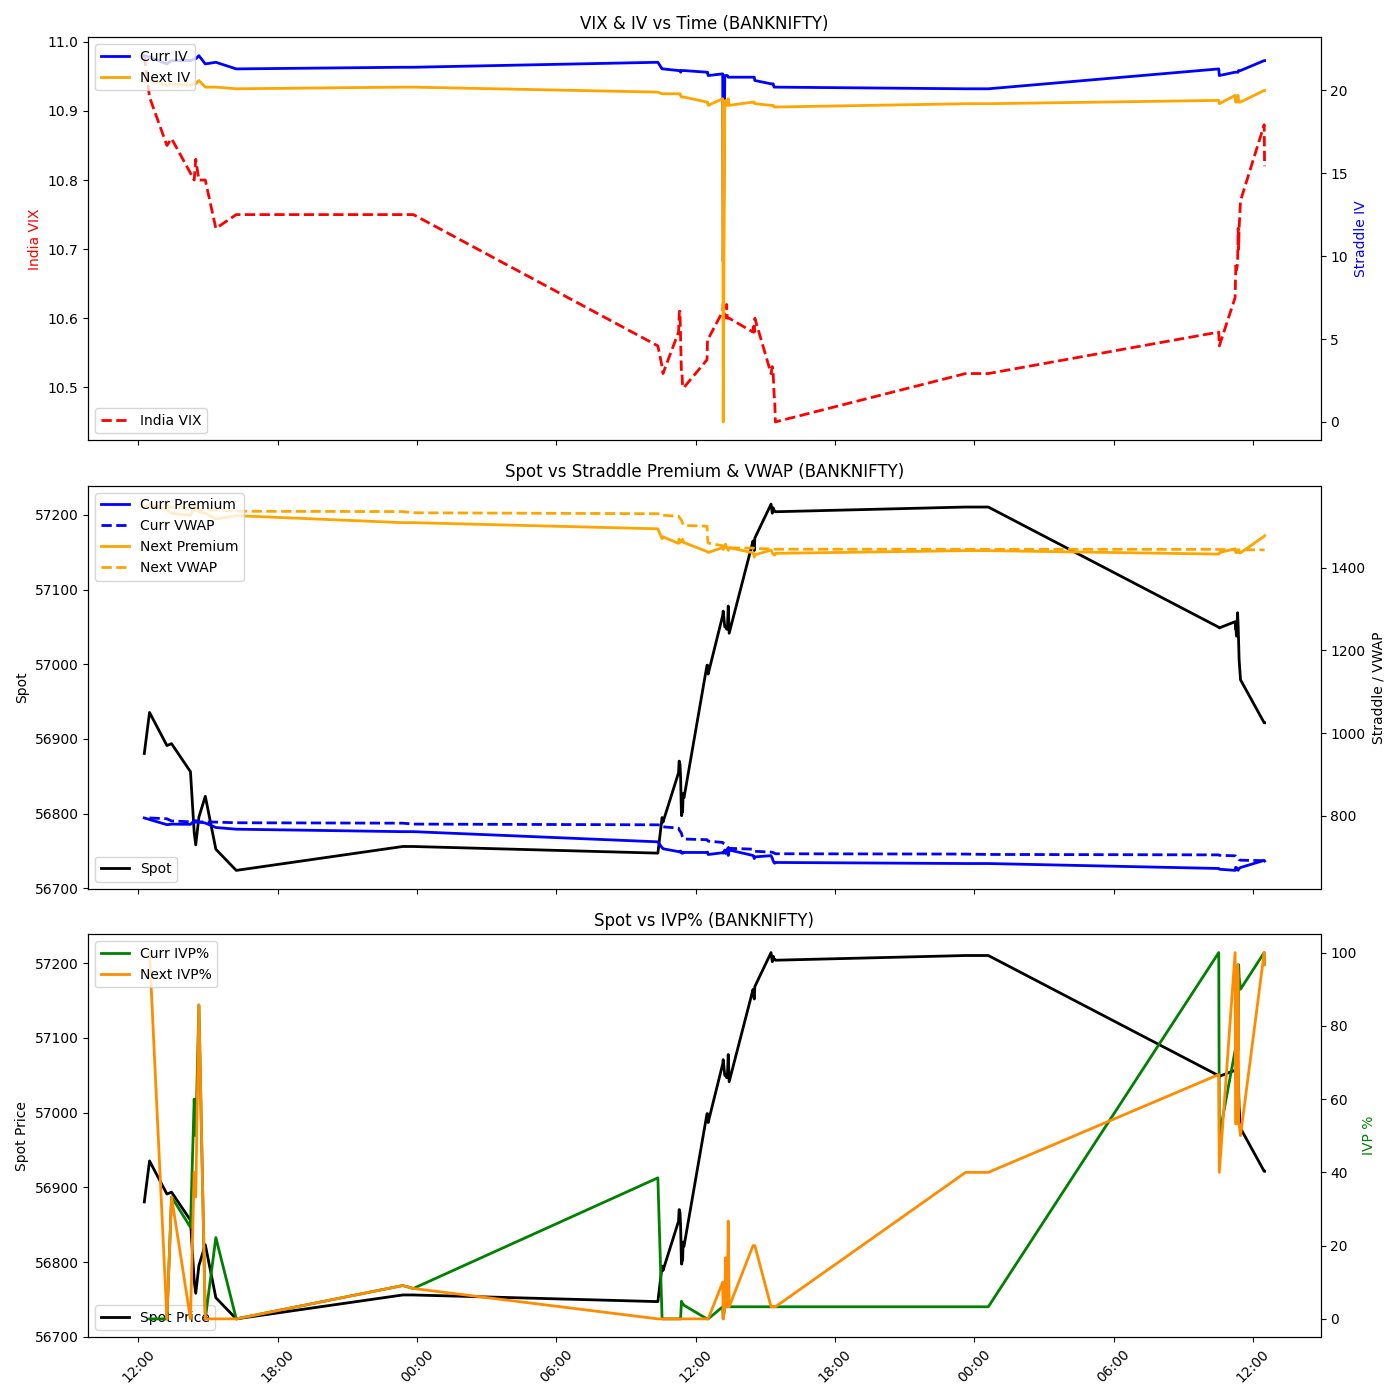 VIX & IV vs Time (BANKNIFTY)
Curr IV
Next IV
India VIX
11.0
10.9
10.8
10.7
10.6
10.5
India VIX
20
15
10
5
0
Straddle IV
Spot vs Straddle Premium & VWAP (BANKNIFTY)
Curr Premium
Curr VWAP
Next Premium
Next VWAP
Spot
57200
57100
57000
56900
56800
56700
Spot
1400
1200
1000
800
Straddle / VWAP
Spot vs IVP% (BANKNIFTY)
Curr IVP%
Next IVP%
Spot Price
57200
57100
57000
56900
56800
56700
Spot Price
100
80
60
40
20
0
IVP %
12:00
18:00
00:00
06:00
12:00
18:00
00:00
06:00
12:00